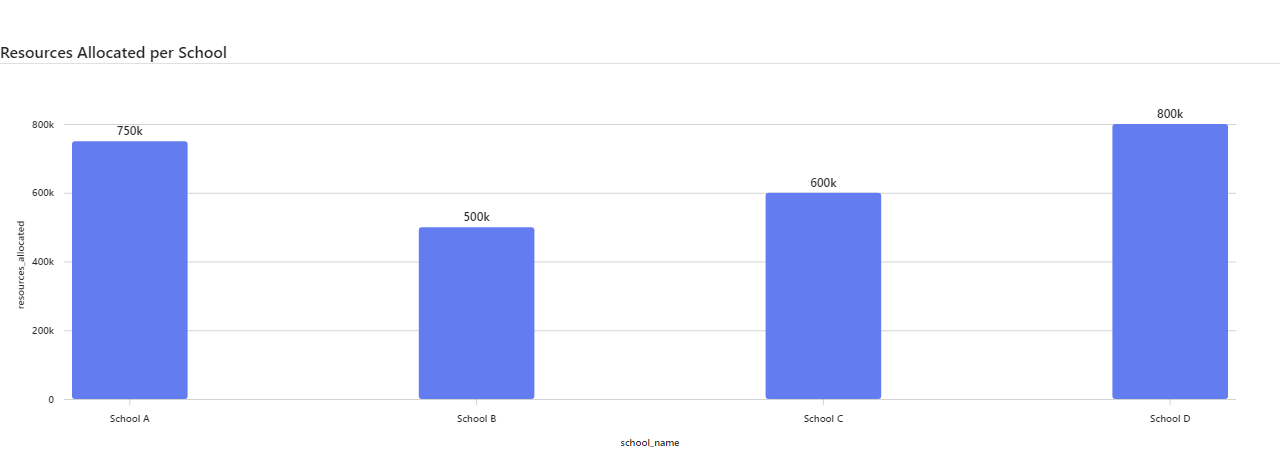 Resources Allocated per School
800k
600k
400k
200k
0
resources_allocated
750k
500k
600k
800k
School A
School B
School C
School D
school_name